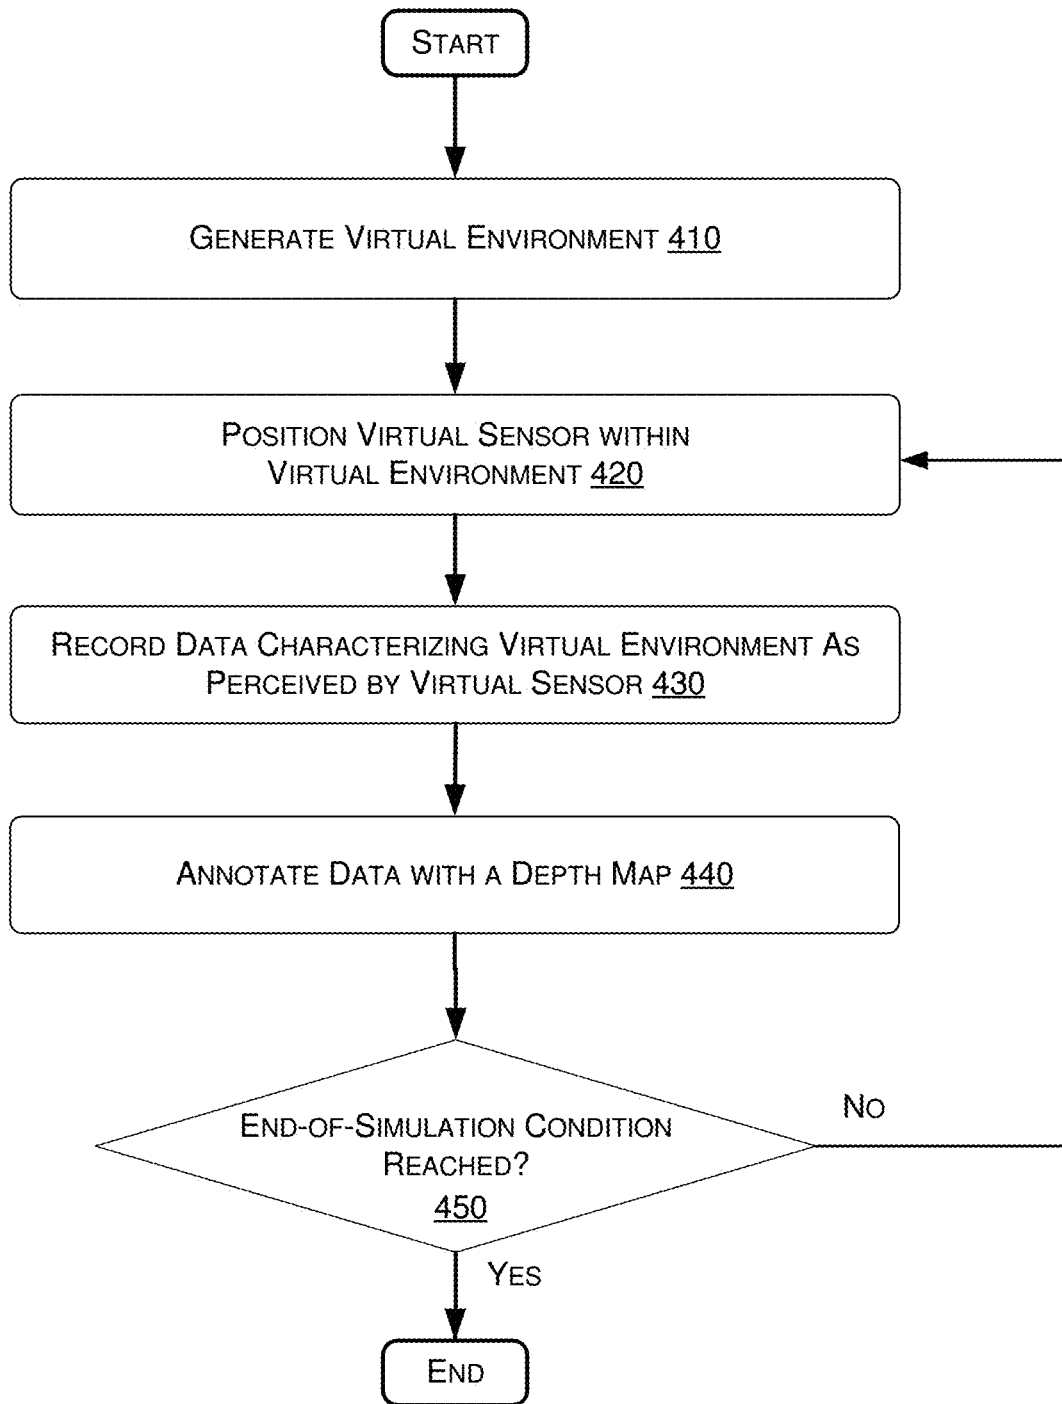 START
GENERATE VIRTUAL ENVIRONMENT 410
POSITION VIRTUAL SENSOR WITHIN
VIRTUAL ENVIRONMENT 420
RECORD DATA CHARACTERIZING VIRTUAL ENVIRONMENT AS
PERCEIVED BY VIRTUAL SENSOR 430
ANNOTATE DATA WITH A DEPTH MAP 440
END-OF-SIMULATION CONDITION
REACHED?
450
NO
YES
END